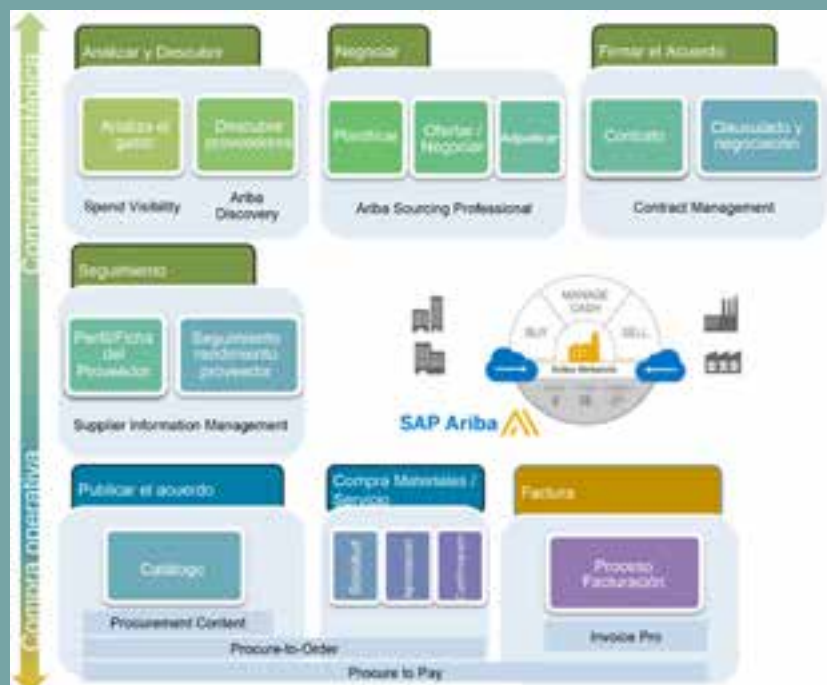 Compra estratégica
Analizar y Descubrir
Negociar
Firmar el Acuerdo
Analiza el
gasto
Descubre
proveedores
Planificar
Ofertar /
Negociar
Adjudicar
Contrato
Clausulado y
negociación
Spend Visibility
Ariba
Discovery
Ariba Sourcing Professional
Contract Management
Seguimiento
Perfil/Ficha
del
Proveedor
Seguimiento
rendimiento
proveedor
Supplier Information Management
MANAGE
CASH
BUY
SELL
Ariba Network
SAP Ariba
Compra operativa
Publicar el acuerdo
Compra Materiales /
Servicio
Factura
Catálogo
Solicitud
Proceso
Facturación
Procurement Content
Invoice Pro
Procure-to-Order
Procure to Pay